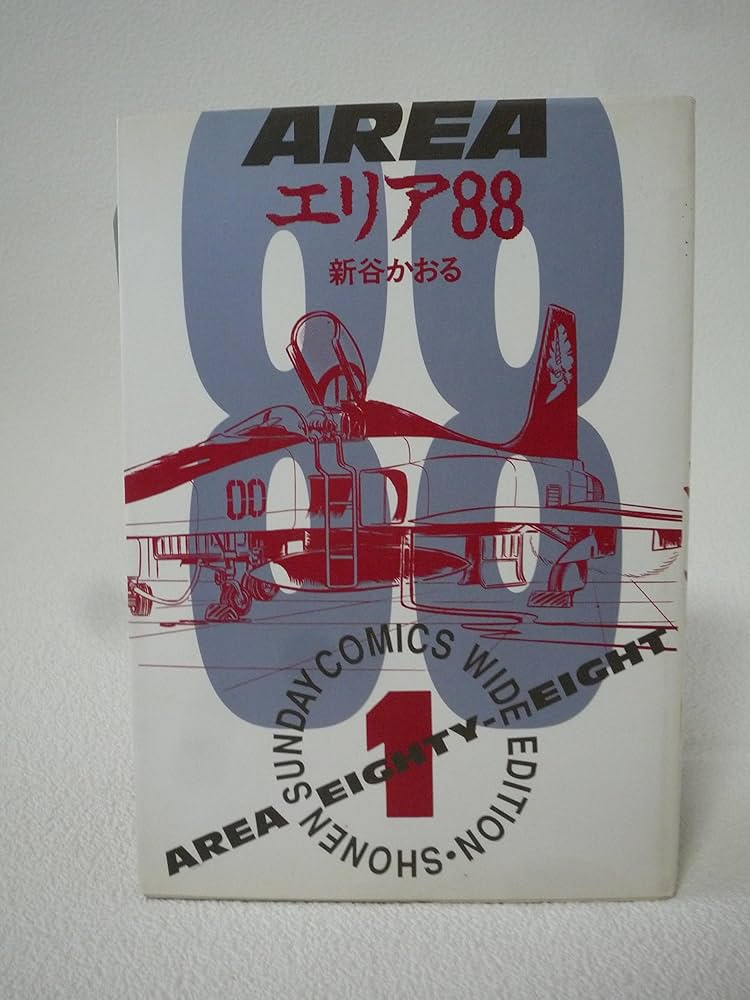 AREA
88
エリア88
新谷かおる
00
SHONEN SUNDAY COMICS WIDE EDITION・
1
AREA EIGHTY-EIGHT